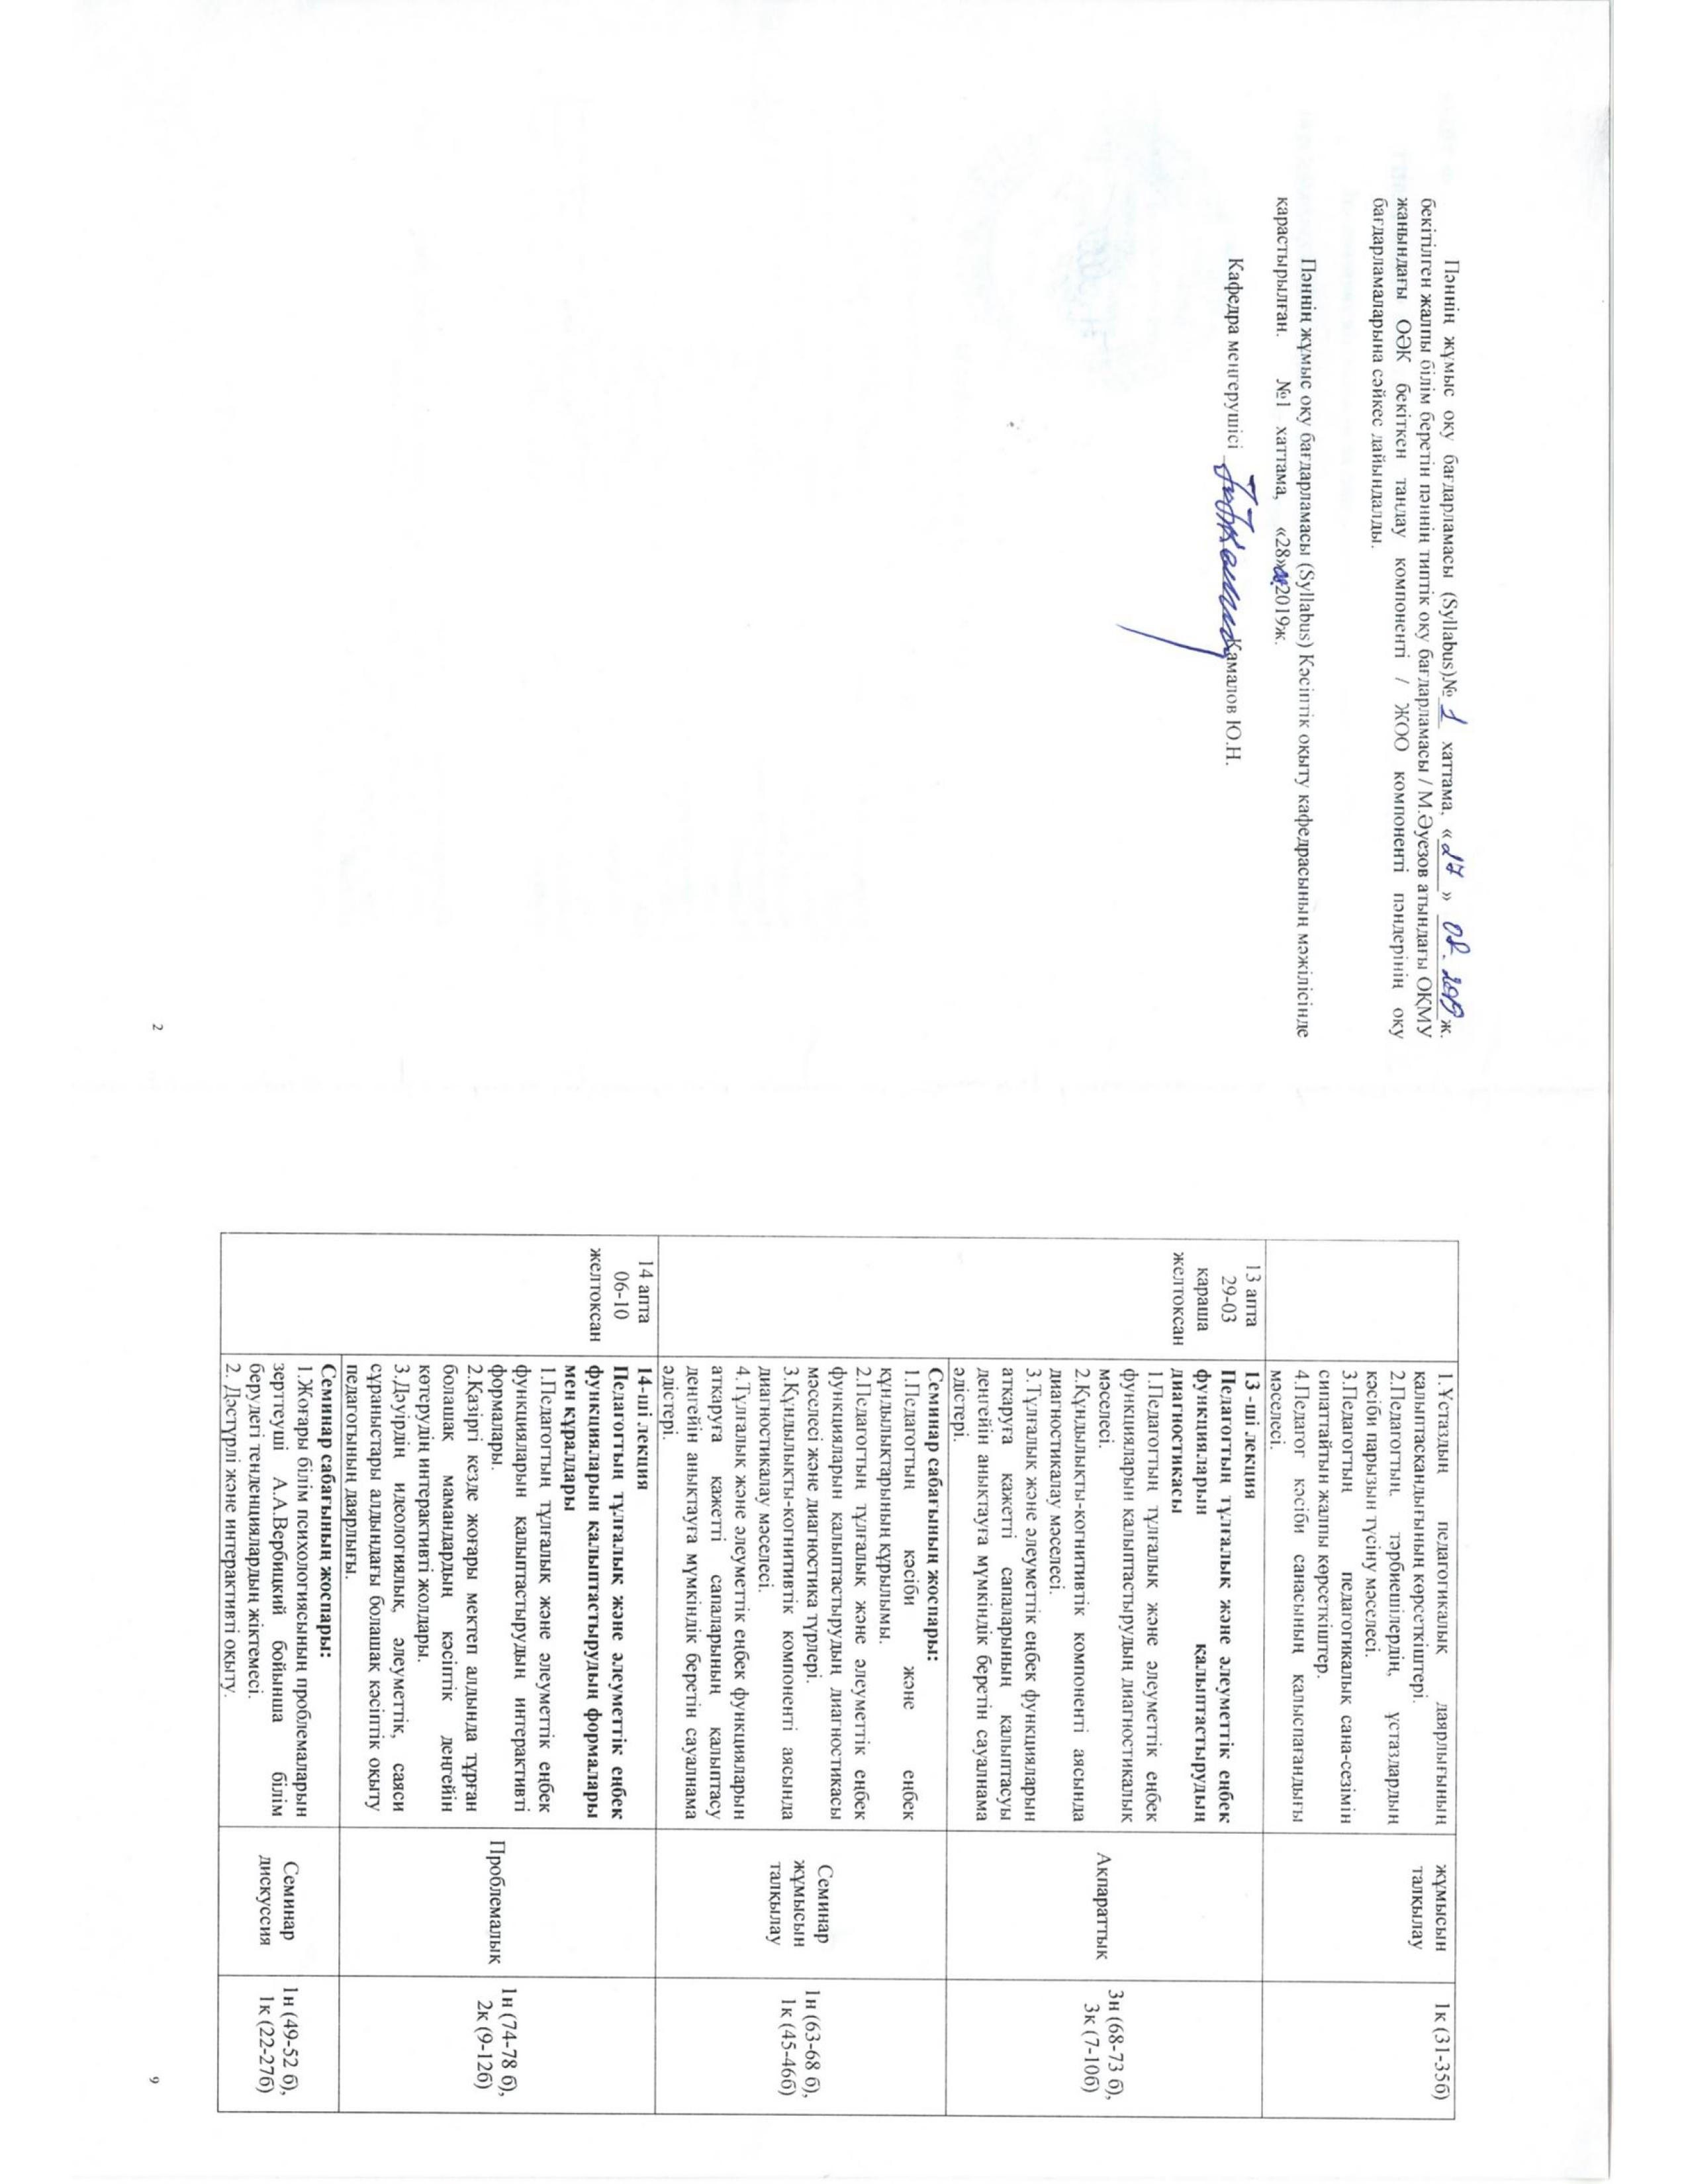 Пәннің жұмыс оқу бағдарламасы (Syllabus)№ 1 хаттама, «27» 08. 2019 ж.
бекітілген жалпы білім беретін пәннің типтік оқу бағдарламасы / М.Әуезов атындағы ОҚМУ
жанындағы ОӘК бекіткен таңдау компоненті / ЖОО компоненті пәндерінің оқу
бағдарламаларына сәйкес дайындалды.
Пәннің жұмыс оқу бағдарламасы (Syllabus) Кәсіптік оқыту кафедрасының мәжілісінде
қарастырылған. №1 хаттама, «28» 2019ж.
Кафедра меңгерушісі Камалов Ю.Н.
2
1.Ұстаздың педагогикалық даярлығының
қалыптасқандығының көрсеткіштері.
2.Педагогтың, тәрбиешілердің, ұстаздардың
кәсіби парызын түсіну мәселесі.
3.Педагогтың педагогикалық сана-сезімін
сипаттайтын жалпы көрсеткіштер.
4.Педагог кәсіби санасының қалыспағандығы
мәселесі.
жұмысын
талқылау
1к (31-35б)
13 апта
29-03
қараша
желтоқсан
13 -ші лекция
Педагогтың тұлғалық және әлеуметтік еңбек
функцияларын қалыптастырудың
диагностикасы
1.Педагогтың тұлғалық және әлеуметтік еңбек
функцияларын қалыптастырудың диагностикалық
мәселесі.
2.Құндылықты-когнитивтік компоненті аясында
диагностикалау мәселесі.
3.Тұлғалық және әлеуметтік еңбек функцияларын
атқаруға қажетті сапаларының қалыптасуы
деңгейін анықтауға мүмкіндік беретін сауалнама
әдістері.
Ақпараттық
3н (68-73 б),
3к (7-10б)
Семинар сабағының жоспары:
1.Педагогтың кәсіби және еңбек
құндылықтарының құрылымы.
2.Педагогтың тұлғалық және әлеуметтік еңбек
функцияларын қалыптастырудың диагностикасы
мәселесі және диагностика түрлері.
3.Құндылықты-когнитивтік компоненті аясында
диагностикалау мәселесі.
4.Тұлғалық және әлеуметтік еңбек функцияларын
атқаруға қажетті сапаларының қалыптасу
деңгейін анықтауға мүмкіндік беретін сауалнама
әдістері.
Семинар
жұмысын
талқылау
1н (63-68 б),
1к (45-46б)
14 апта
06-10
желтоқсан
14-ші лекция
Педагогтың тұлғалық және әлеуметтік еңбек
функцияларын қалыптастырудың формалары
мен құралдары
1.Педагогтың тұлғалық және әлеуметтік еңбек
функцияларын қалыптастырудың интерактивті
формалары.
2.Қазіргі кезде жоғары мектеп алдында тұрған
болашақ мамандардың кәсіптік деңгейін
көтерудің интерактивті жолдары.
3.Дәуірдің идеологиялық, әлеуметтік, саяси
сұраныстары алдындағы болашақ кәсіптік оқыту
педагогының даярлығы.
Проблемалық
1н (74-78 б),
2к (9-12б)
Семинар сабағының жоспары:
1.Жоғары білім психологиясының проблемаларын
зерттеуші А.А.Вербицкий бойынша білім
берудегі тенденциялардың жіктемесі.
2. Дәстүрлі және интерактивті оқыту.
Семинар
дискуссия
1н (49-52 б),
1к (22-27б)
9